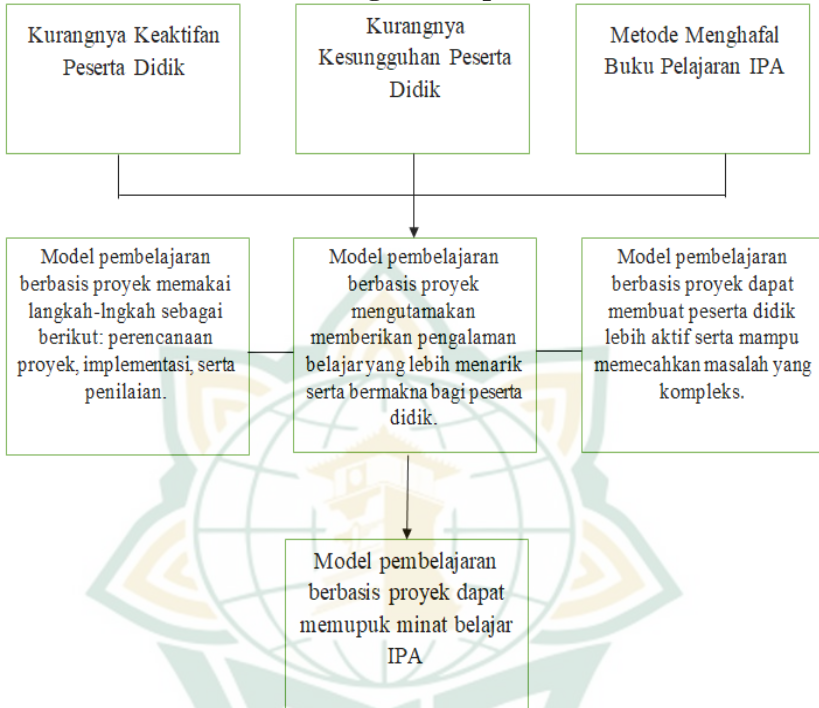 Kurangnya Keaktifan
Peserta Didik
Kurangnya
Kesungguhan Peserta
Didik
Metode Menghafal
Buku Pelajaran IPA
Model pembelajaran
berbasis proyek memakai
langkah-lngkah sebagai
berikut: perencanaan
proyek, implementasi, serta
penilaian.
Model pembelajaran
berbasis proyek
mengutamakan
memberikan pengalaman
belajar yang lebih menarik
serta bermakna bagi peserta
didik.
Model pembelajaran
berbasis proyek dapat
membuat peserta didik
lebih aktif serta mampu
memecahkan masalah yang
kompleks.
Model pembelajaran
berbasis proyek dapat
memupuk minat belajar
IPA